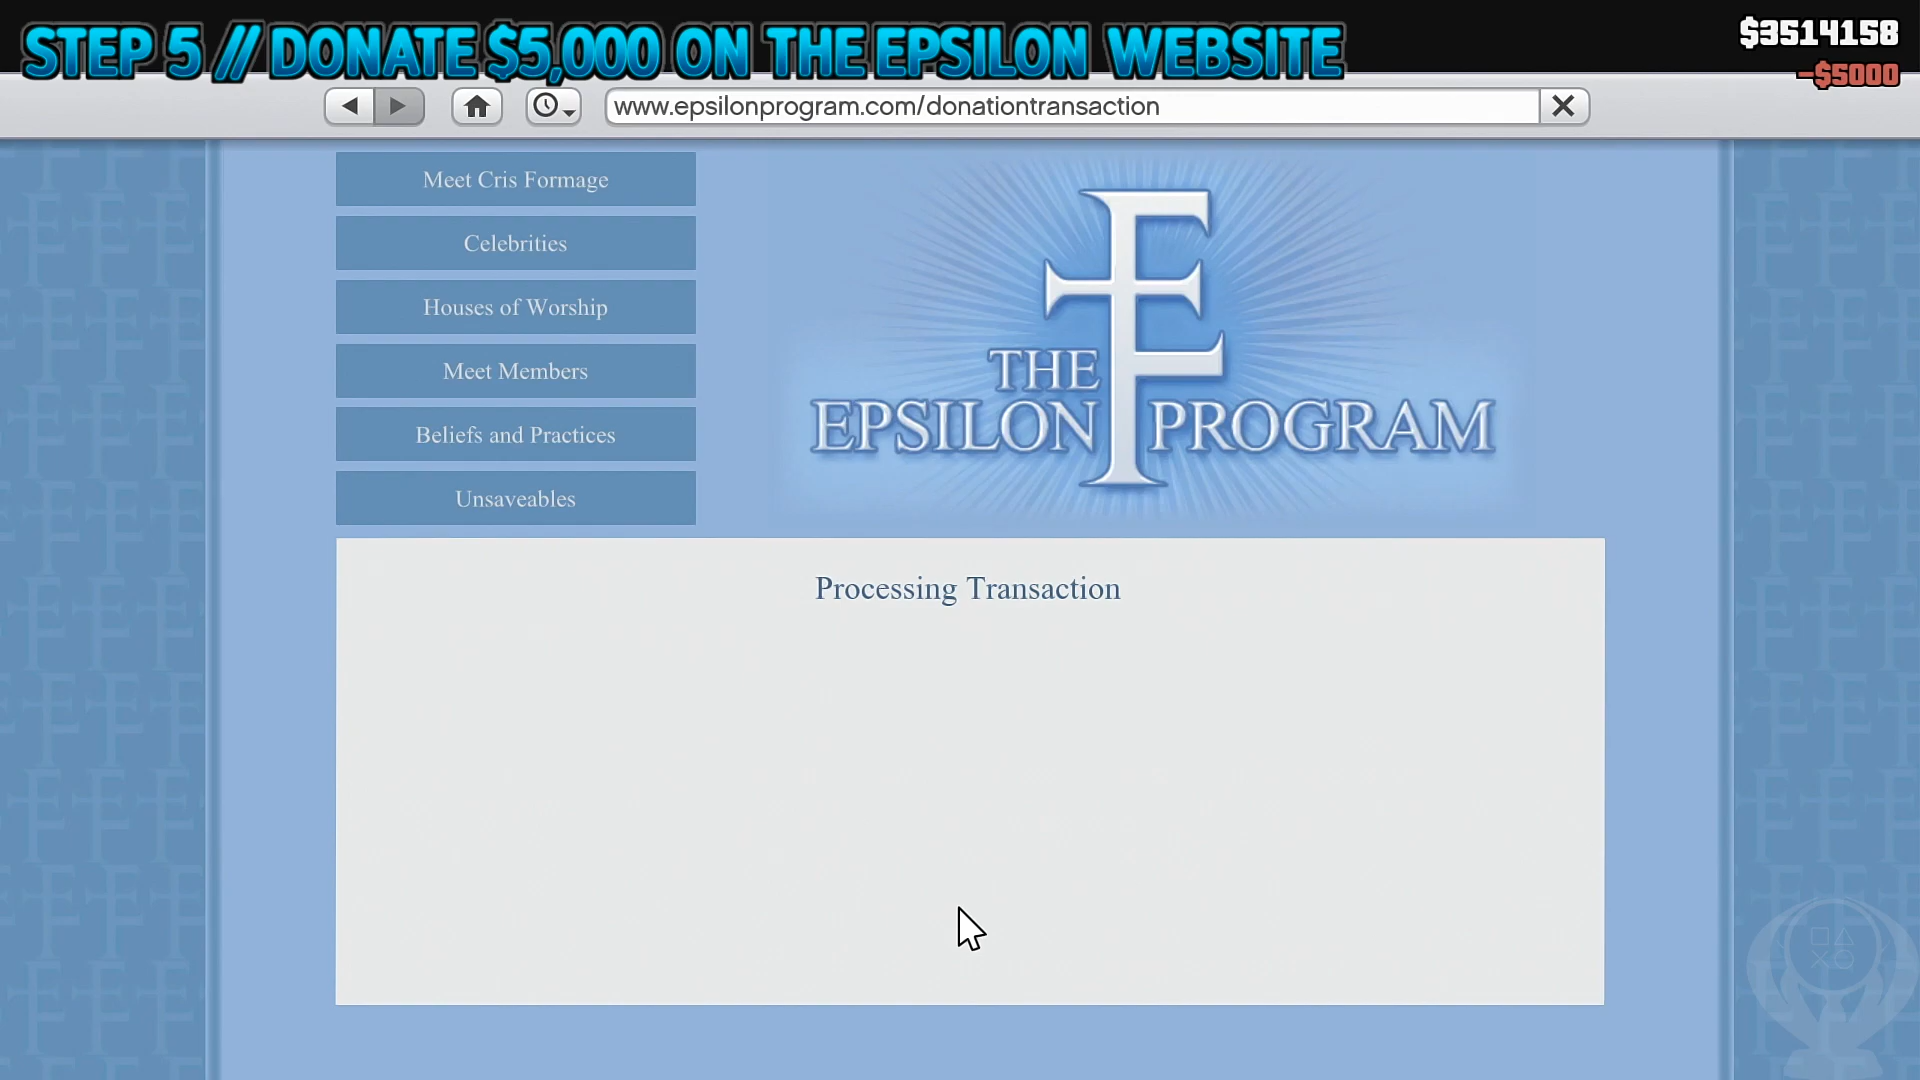 STEP 5 // DONATE $5,000 ON THE EPSILON WEBSITE
$3514158
-$5000
www.epsilonprogram.com/donationtransaction
Meet Cris Formage
Celebrities
Houses of Worship
Meet Members
Beliefs and Practices
Unsaveables
THE
EPSILON PROGRAM
Processing Transaction